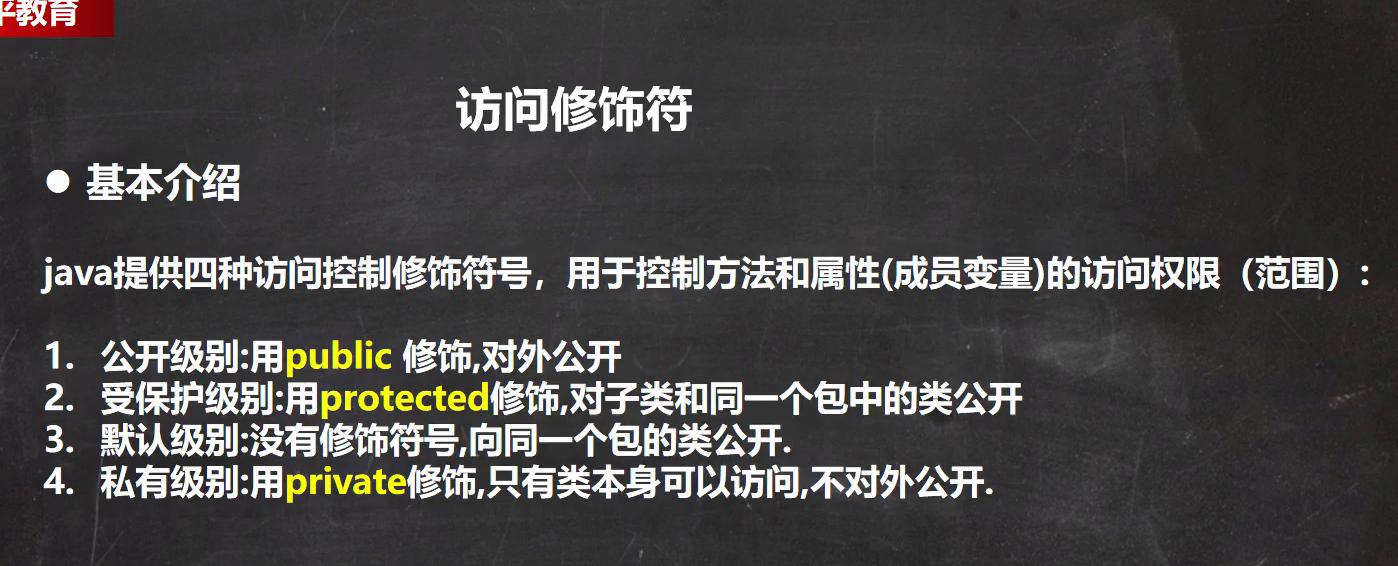 平教育
访问修饰符
● 基本介绍
java提供四种访问控制修饰符号，用于控制方法和属性(成员变量)的访问权限（范围）:
1. 公开级别:用public 修饰,对外公开
2. 受保护级别:用protected修饰,对子类和同一个包中的类公开
3. 默认级别:没有修饰符号,向同一个包的类公开.
4. 私有级别:用private修饰,只有类本身可以访问,不对外公开.